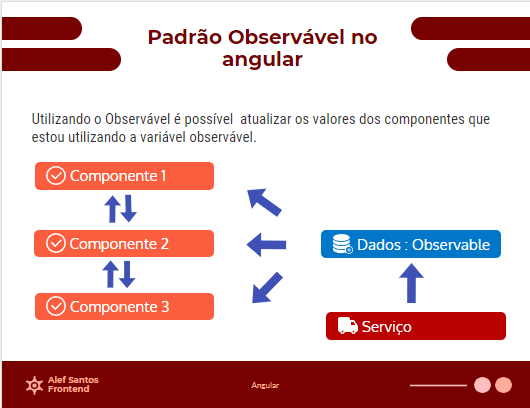 Padrão Observável no
angular
Utilizando o Observável é possível atualizar os valores dos componentes que
estou utilizando a variável observável.
Componente 1
Componente 2
Componente 3
Dados : Observable
Serviço
Alef Santos
Frontend
Angular